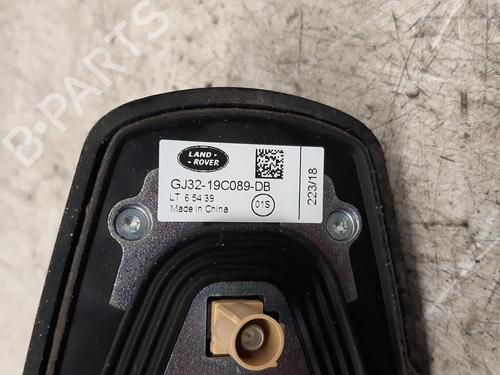 LAND-
-ROVER
GJ32-19C089-DB
LT 6 54 39
Made in China
01S
223/18
B-PARTS